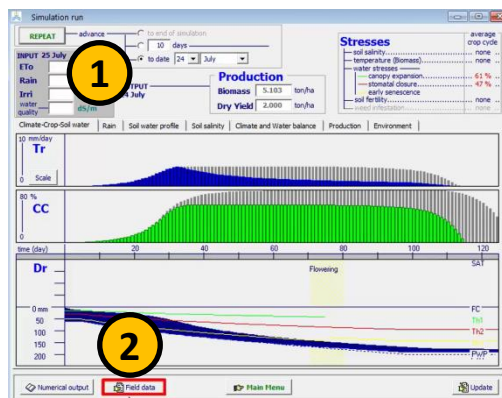 Simulation run
REPEAT
advance
to end of simulation
10 days
to date 24 July
INPUT 25 July
ETo
Rain
Irri
water quality
dS/m
1
4 July
Production
Biomass 5.103 ton/ha
Dry Yield 2.000 ton/ha
Stresses
average
crop cycle
soil salinity none
temperature (Biomass) none
water stresses
canopy expansion 61 %
stomatal closure 47 %
early senescence
soil fertility none
weed infestation none
Climate-Crop-Soil water | Rain | Soil water profile | Soil salinity | Climate and Water balance | Production | Environment
10 mm/day
Tr
0
Scale
80 %
CC
0
time (day) 20 40 60 80 100 120
Dr
Flowering
SAT
0 mm
FC
50
Th1
100
Th2
150
200
PWP
2
Numerical output
Field data
Main Menu
Update